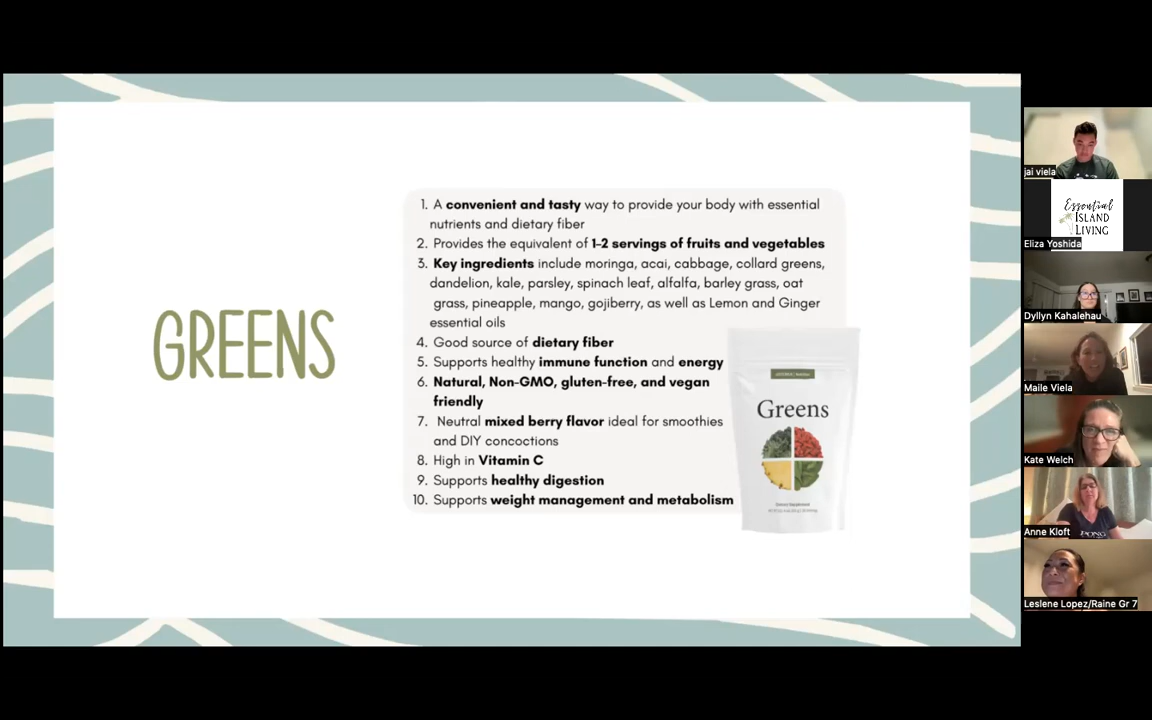 GREENS
1. A convenient and tasty way to provide your body with essential
nutrients and dietary fiber
2. Provides the equivalent of 1-2 servings of fruits and vegetables
3. Key ingredients include moringa, acai, cabbage, collard greens,
dandelion, kale, parsley, spinach leaf, alfalfa, barley grass, oat
grass, pineapple, mango, gojiberry, as well as Lemon and Ginger
essential oils
4. Good source of dietary fiber
5. Supports healthy immune function and energy
6. Natural, Non-GMO, gluten-free, and vegan
friendly
7. Neutral mixed berry flavor ideal for smoothies
and DIY concoctions
8. High in Vitamin C
9. Supports healthy digestion
10. Supports weight management and metabolism
Greens
Dietary Supplement
jai viela
Essential
ISLAND
LIVING
Eliza Yoshida
Dyllyn Kahalehau
Maile Viela
Kate Welch
Anne Kloft
Leslene Lopez/Raine Gr 7